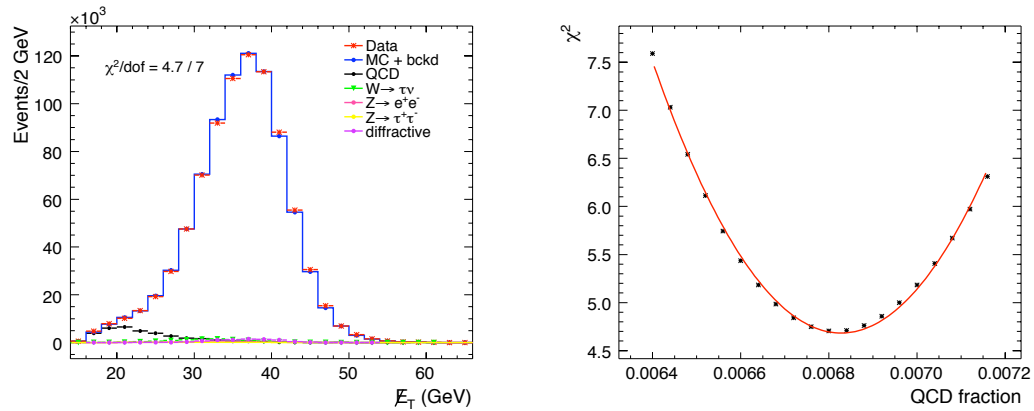 ×10³
Events/2 GeV
120
100
80
60
40
20
0
χ²/dof = 4.7 / 7
Data
MC + bckd
QCD
W→ τν
Z→ e⁺e⁻
Z→ τ⁺τ⁻
diffractive
20 30 40 50 60
E̸_T (GeV)
χ²
7.5
7.0
6.5
6.0
5.5
5.0
4.5
0.0064 0.0066 0.0068 0.0070 0.0072
QCD fraction